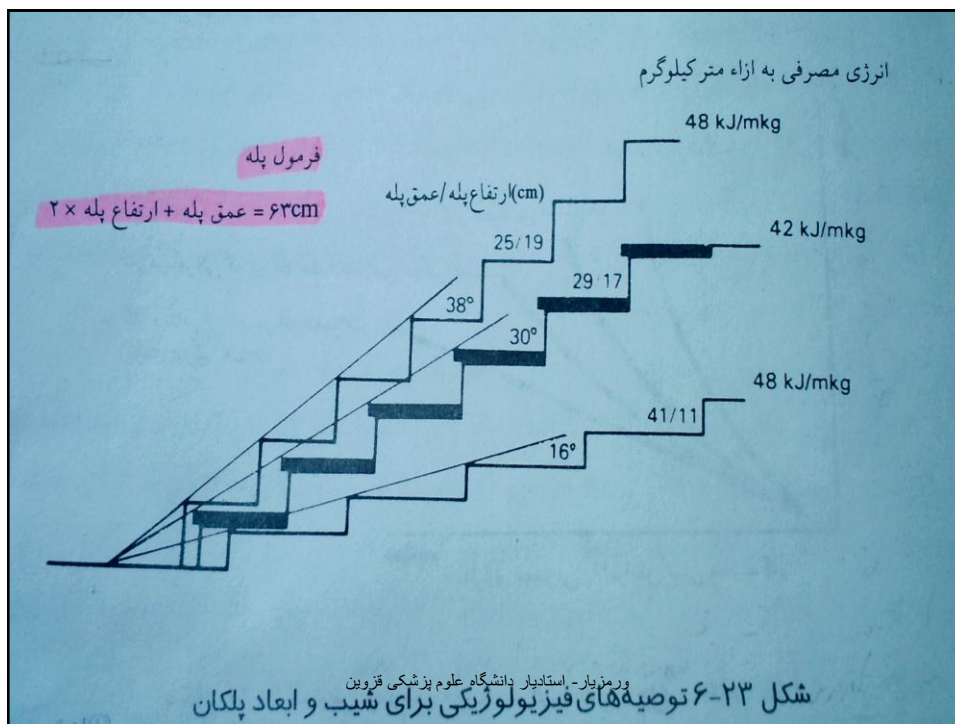 انرژی مصرفی به ازاء متر کیلوگرم
48 kJ/mkg
فرمول پله
۶۳cm = عمق پله + ارتفاع پله × ۲
(cm)ارتفاع پله/عمق پله
25/19
42 kJ/mkg
29/17
38°
30°
48 kJ/mkg
41/11
16°
ورمزیار- استادیار دانشگاه علوم پزشکی قزوین
شکل ۲۳-۶ توصیه‌های فیزیولوژیکی برای شیب و ابعاد پلکان